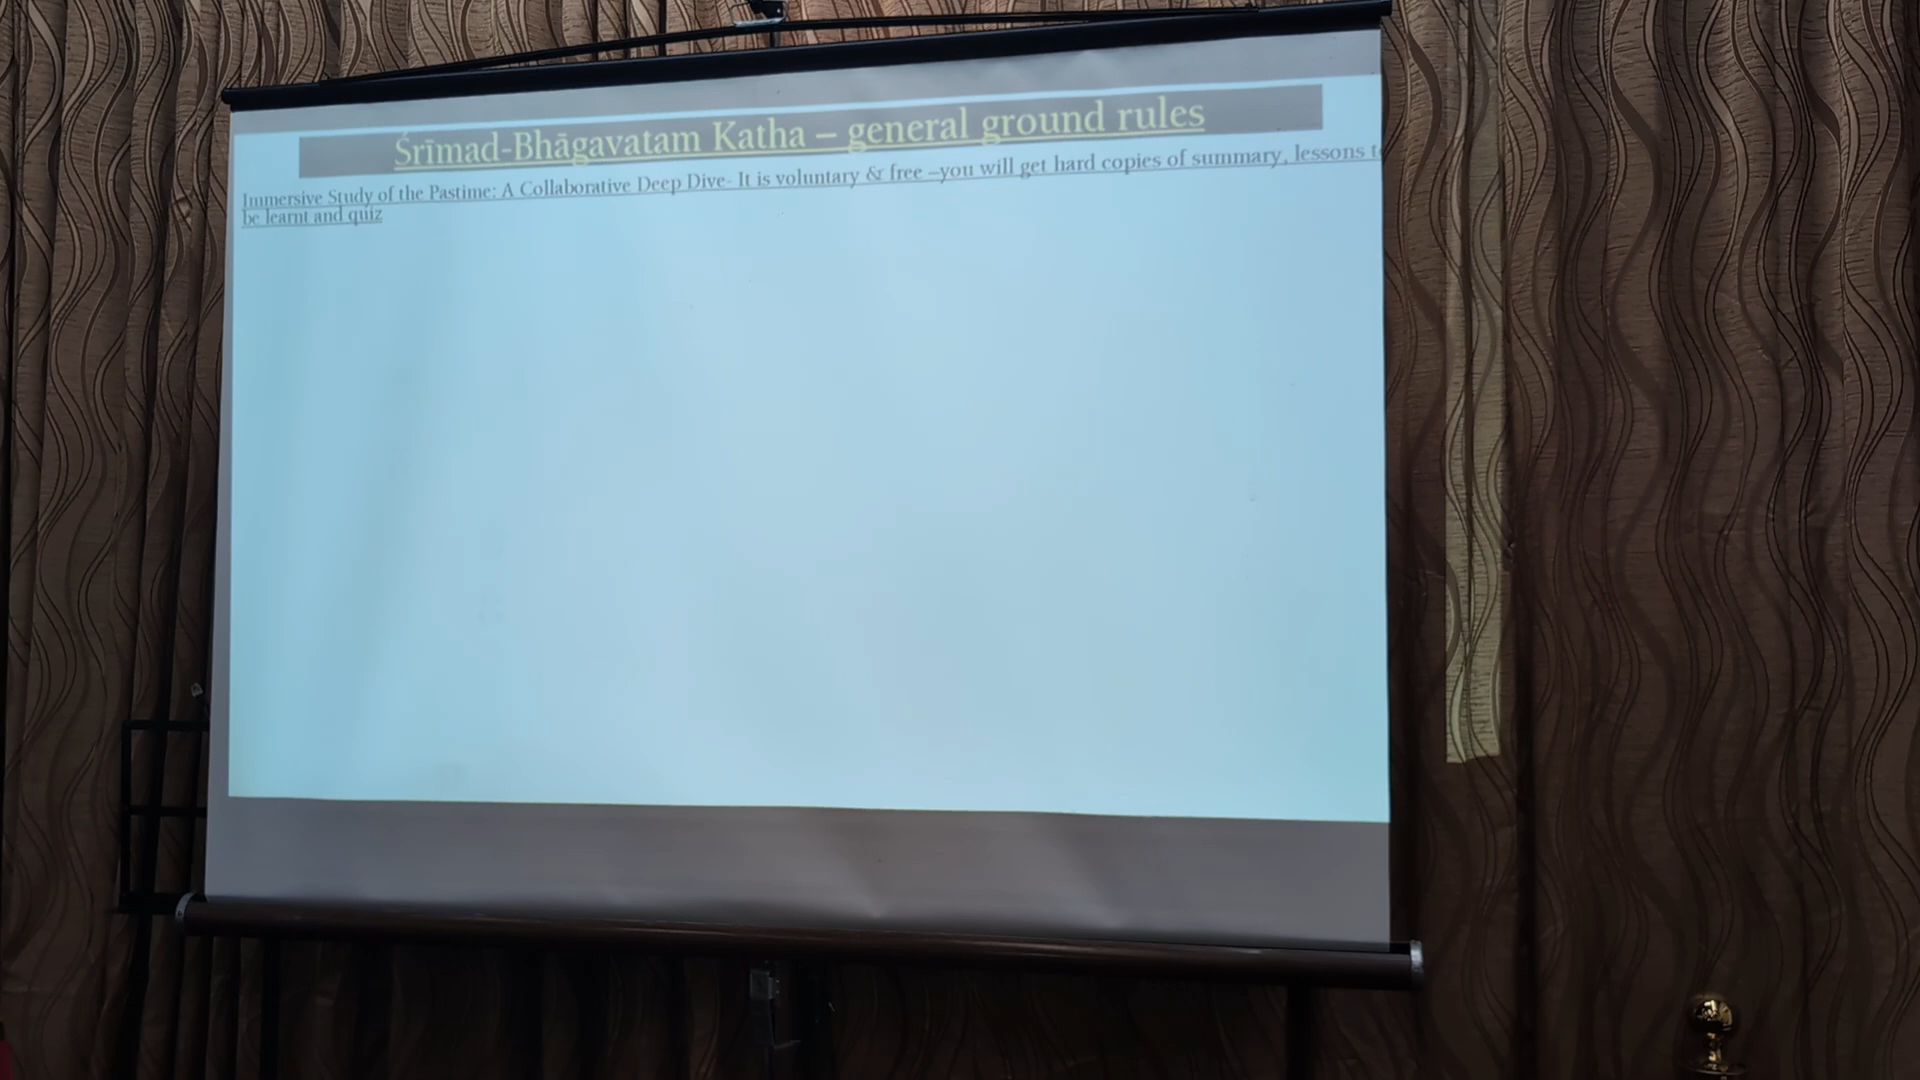 Śrīmad-Bhāgavatam Katha – general ground rules
Immersive Study of the Pastime: A Collaborative Deep Dive- It is voluntary & free –you will get hard copies of summary, lessons to
be learnt and quiz